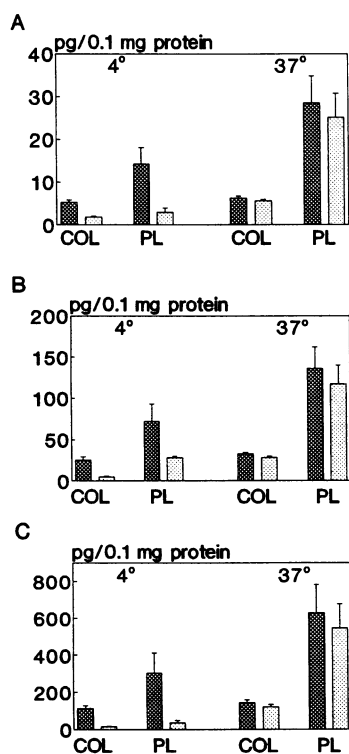 A
pg/0.1 mg protein
4° 37°
40
30
20
10
0
COL PL COL PL
B
pg/0.1 mg protein
4° 37°
200
150
100
50
0
COL PL COL PL
C
pg/0.1 mg protein
4° 37°
800
600
400
200
0
COL PL COL PL